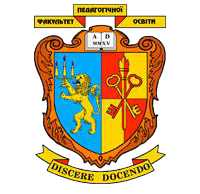 ПЕДАГОГІЧНОЇ
ФАКУЛЬТЕТ ОСВІТИ
A D
MMXV
DISCERE DOCENDO